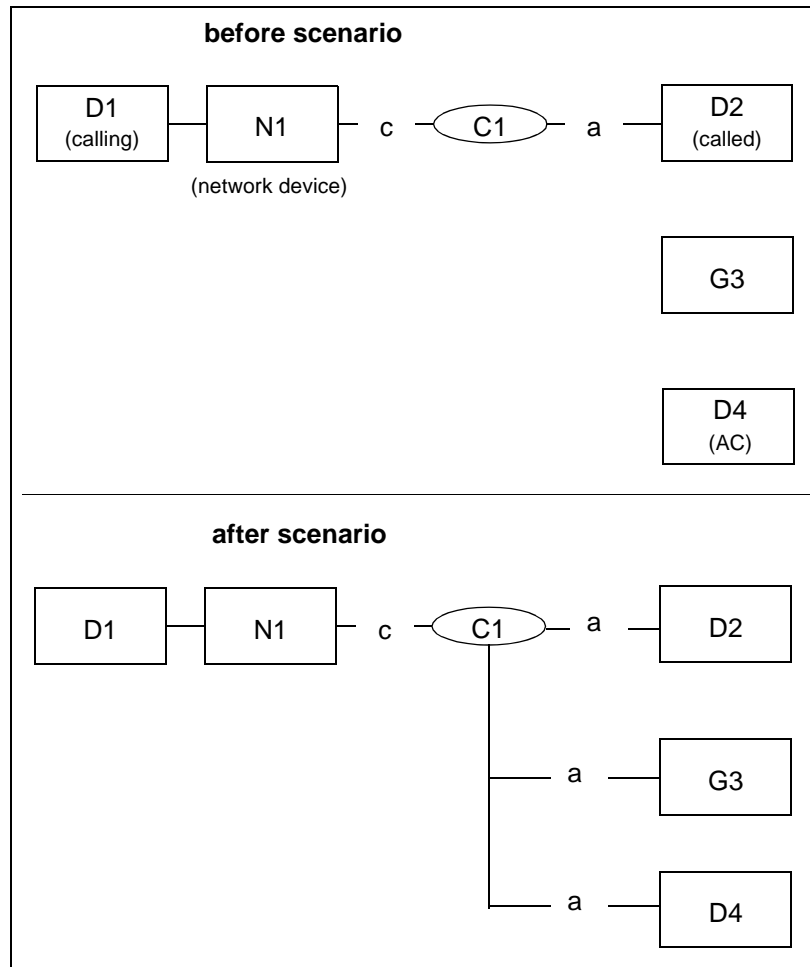 before scenario
D1
(calling)
N1
c
C1
a
D2
(called)
(network device)
G3
D4
(AC)
after scenario
D1
N1
c
C1
a
D2
a
G3
a
D4